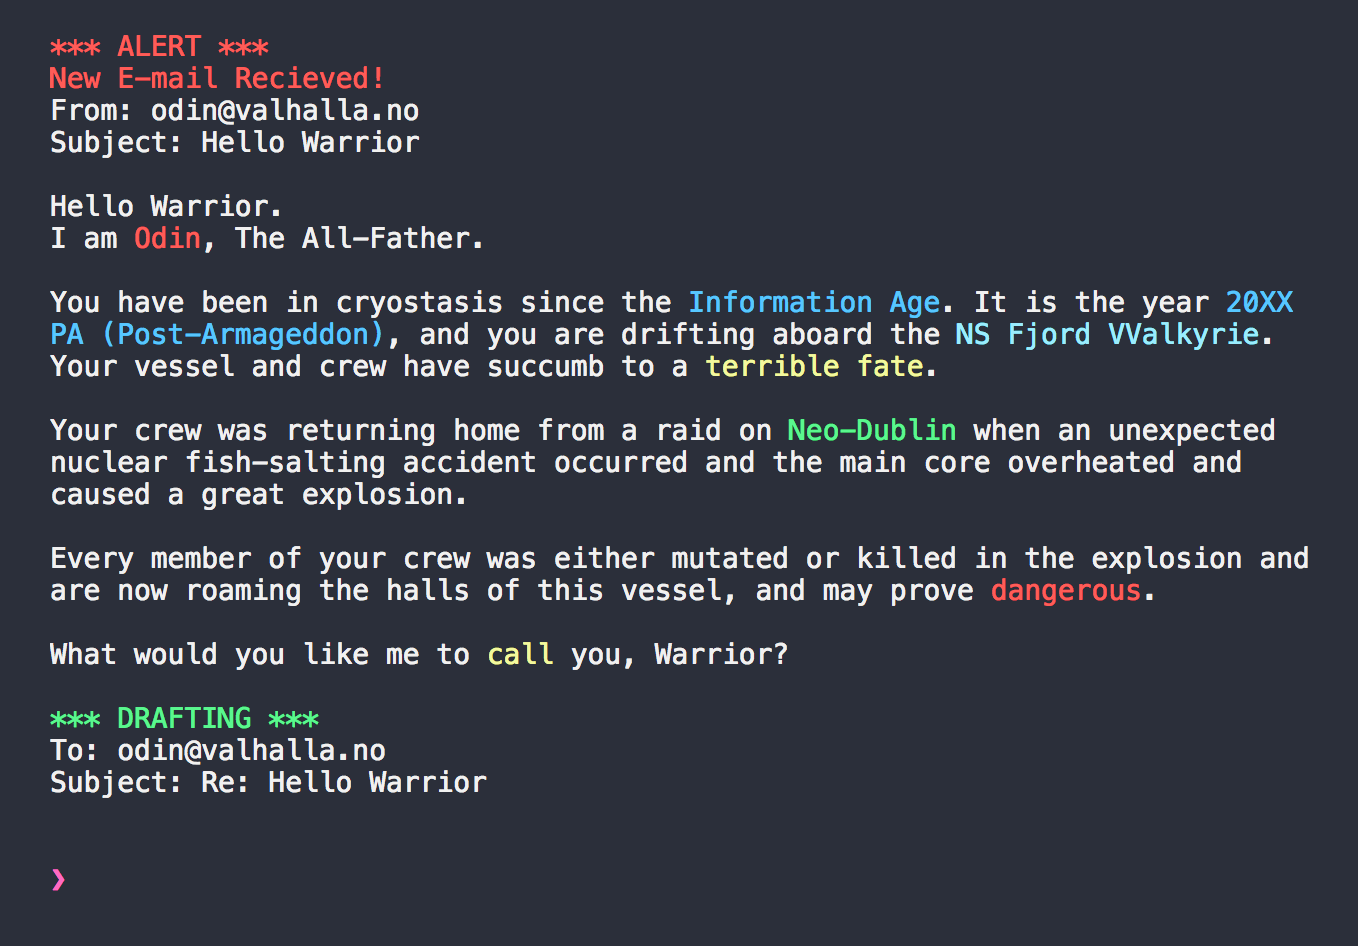 *** ALERT ***
New E-mail Recieved!
From: odin@valhalla.no
Subject: Hello Warrior
Hello Warrior.
I am Odin, The All-Father.
You have been in cryostasis since the Information Age. It is the year 20XX
PA (Post-Armageddon), and you are drifting aboard the NS Fjord VValkyrie.
Your vessel and crew have succumb to a terrible fate.
Your crew was returning home from a raid on Neo-Dublin when an unexpected
nuclear fish-salting accident occurred and the main core overheated and
caused a great explosion.
Every member of your crew was either mutated or killed in the explosion and
are now roaming the halls of this vessel, and may prove dangerous.
What would you like me to call you, Warrior?
*** DRAFTING ***
To: odin@valhalla.no
Subject: Re: Hello Warrior
❯